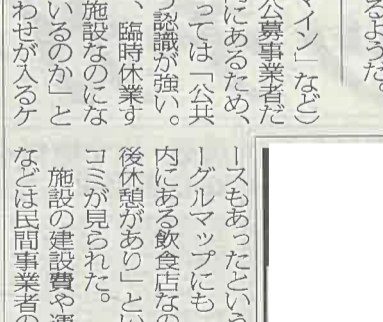 るようだ。
マイン」など)
公募事業者だ
にあるため、
っては「公共
う認識が強い。
、臨時休業す
施設なのにな
いるのか」と
わせが入るケ
ースもあったという
ーグルマップにも
内にある飲食店なの
後休憩があり」とい
コミが見られた。
施設の建設費や運
などは民間事業者の